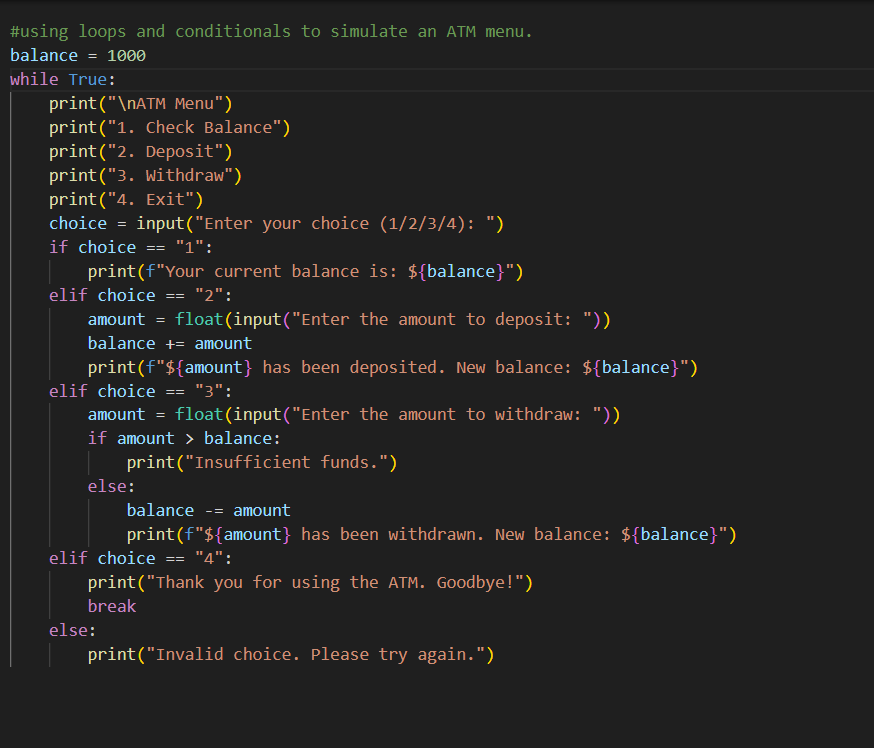 #using loops and conditionals to simulate an ATM menu.
balance = 1000
while True:
    print("\nATM Menu")
    print("1. Check Balance")
    print("2. Deposit")
    print("3. Withdraw")
    print("4. Exit")
    choice = input("Enter your choice (1/2/3/4): ")
    if choice == "1":
        print(f"Your current balance is: ${balance}")
    elif choice == "2":
        amount = float(input("Enter the amount to deposit: "))
        balance += amount
        print(f"${amount} has been deposited. New balance: ${balance}")
    elif choice == "3":
        amount = float(input("Enter the amount to withdraw: "))
        if amount > balance:
            print("Insufficient funds.")
        else:
            balance -= amount
            print(f"${amount} has been withdrawn. New balance: ${balance}")
    elif choice == "4":
        print("Thank you for using the ATM. Goodbye!")
        break
    else:
        print("Invalid choice. Please try again.")